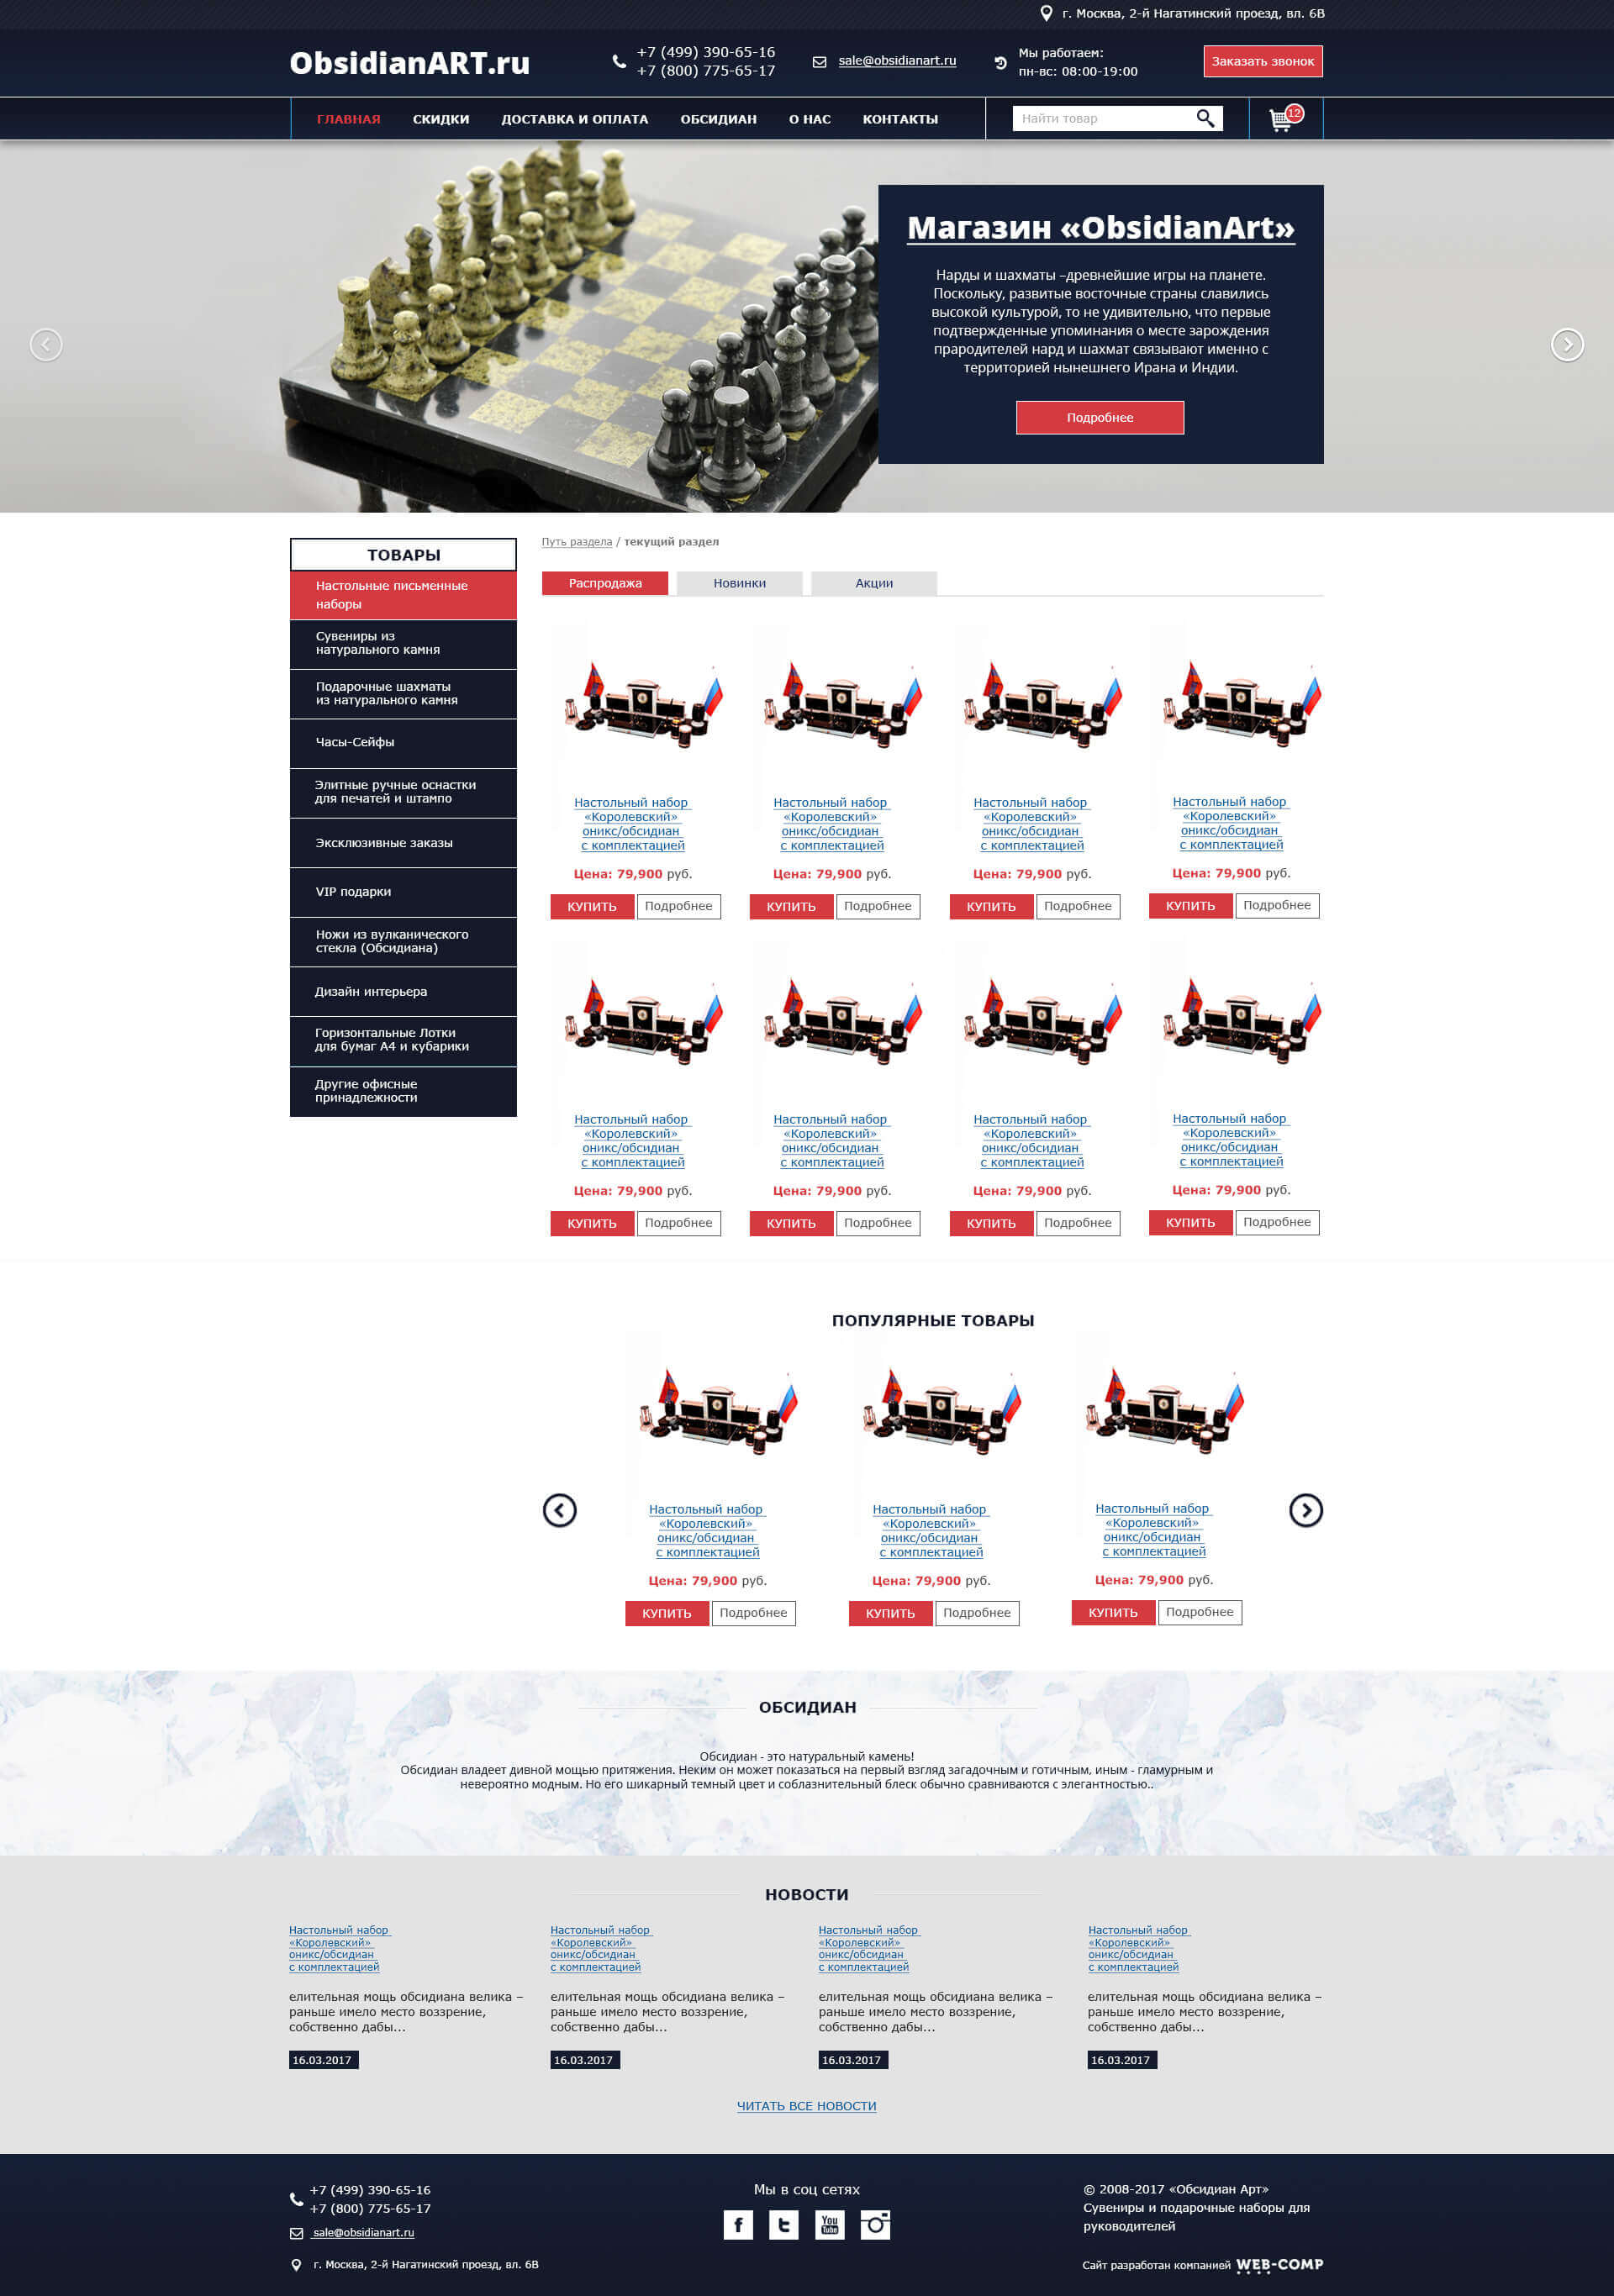 г. Москва, 2-й Нагатинский проезд, вл. 6В
ObsidianART.ru
+7 (499) 390-65-16
+7 (800) 775-65-17
sale@obsidianart.ru
Мы работаем:
пн-вс: 08:00-19:00
Заказать звонок
ГЛАВНАЯ СКИДКИ ДОСТАВКА И ОПЛАТА ОБСИДИАН О НАС КОНТАКТЫ
Найти товар
12
Магазин «ObsidianArt»
Нарды и шахматы –древнейшие игры на планете.
Поскольку, развитые восточные страны славились
высокой культурой, то не удивительно, что первые
подтвержденные упоминания о месте зарождения
прародителей нард и шахмат связывают именно с
территорией нынешнего Ирана и Индии.
Подробнее
ТОВАРЫ
Настольные письменные
наборы
Сувениры из
натурального камня
Подарочные шахматы
из натурального камня
Часы-Сейфы
Элитные ручные оснастки
для печатей и штампо
Эксклюзивные заказы
VIP подарки
Ножи из вулканического
стекла (Обсидиана)
Дизайн интерьера
Горизонтальные Лотки
для бумаг А4 и кубарики
Другие офисные
принадлежности
Путь раздела / текущий раздел
Распродажа Новинки Акции
Настольный набор
«Королевский»
оникс/обсидиан
с комплектацией
Цена: 79,900 руб.
КУПИТЬ Подробнее
Настольный набор
«Королевский»
оникс/обсидиан
с комплектацией
Цена: 79,900 руб.
КУПИТЬ Подробнее
Настольный набор
«Королевский»
оникс/обсидиан
с комплектацией
Цена: 79,900 руб.
КУПИТЬ Подробнее
Настольный набор
«Королевский»
оникс/обсидиан
с комплектацией
Цена: 79,900 руб.
КУПИТЬ Подробнее
Настольный набор
«Королевский»
оникс/обсидиан
с комплектацией
Цена: 79,900 руб.
КУПИТЬ Подробнее
Настольный набор
«Королевский»
оникс/обсидиан
с комплектацией
Цена: 79,900 руб.
КУПИТЬ Подробнее
Настольный набор
«Королевский»
оникс/обсидиан
с комплектацией
Цена: 79,900 руб.
КУПИТЬ Подробнее
Настольный набор
«Королевский»
оникс/обсидиан
с комплектацией
Цена: 79,900 руб.
КУПИТЬ Подробнее
ПОПУЛЯРНЫЕ ТОВАРЫ
Настольный набор
«Королевский»
оникс/обсидиан
с комплектацией
Цена: 79,900 руб.
КУПИТЬ Подробнее
Настольный набор
«Королевский»
оникс/обсидиан
с комплектацией
Цена: 79,900 руб.
КУПИТЬ Подробнее
Настольный набор
«Королевский»
оникс/обсидиан
с комплектацией
Цена: 79,900 руб.
КУПИТЬ Подробнее
ОБСИДИАН
Обсидиан - это натуральный камень!
Обсидиан владеет дивной мощью притяжения. Неким он может показаться на первый взгляд загадочным и готичным, иным - гламурным и
невероятно модным. Но его шикарный темный цвет и соблазнительный блеск обычно сравниваются с элегантностью..
НОВОСТИ
Настольный набор
«Королевский»
оникс/обсидиан
с комплектацией
елительная мощь обсидиана велика –
раньше имело место воззрение,
собственно дабы...
16.03.2017
Настольный набор
«Королевский»
оникс/обсидиан
с комплектацией
елительная мощь обсидиана велика –
раньше имело место воззрение,
собственно дабы...
16.03.2017
Настольный набор
«Королевский»
оникс/обсидиан
с комплектацией
елительная мощь обсидиана велика –
раньше имело место воззрение,
собственно дабы...
16.03.2017
Настольный набор
«Королевский»
оникс/обсидиан
с комплектацией
елительная мощь обсидиана велика –
раньше имело место воззрение,
собственно дабы...
16.03.2017
ЧИТАТЬ ВСЕ НОВОСТИ
+7 (499) 390-65-16
+7 (800) 775-65-17
sale@obsidianart.ru
г. Москва, 2-й Нагатинский проезд, вл. 6В
Мы в соц сетях
You
Tube
© 2008-2017 «Обсидиан Арт»
Сувениры и подарочные наборы для
руководителей
Сайт разработан компанией WEB-COMP